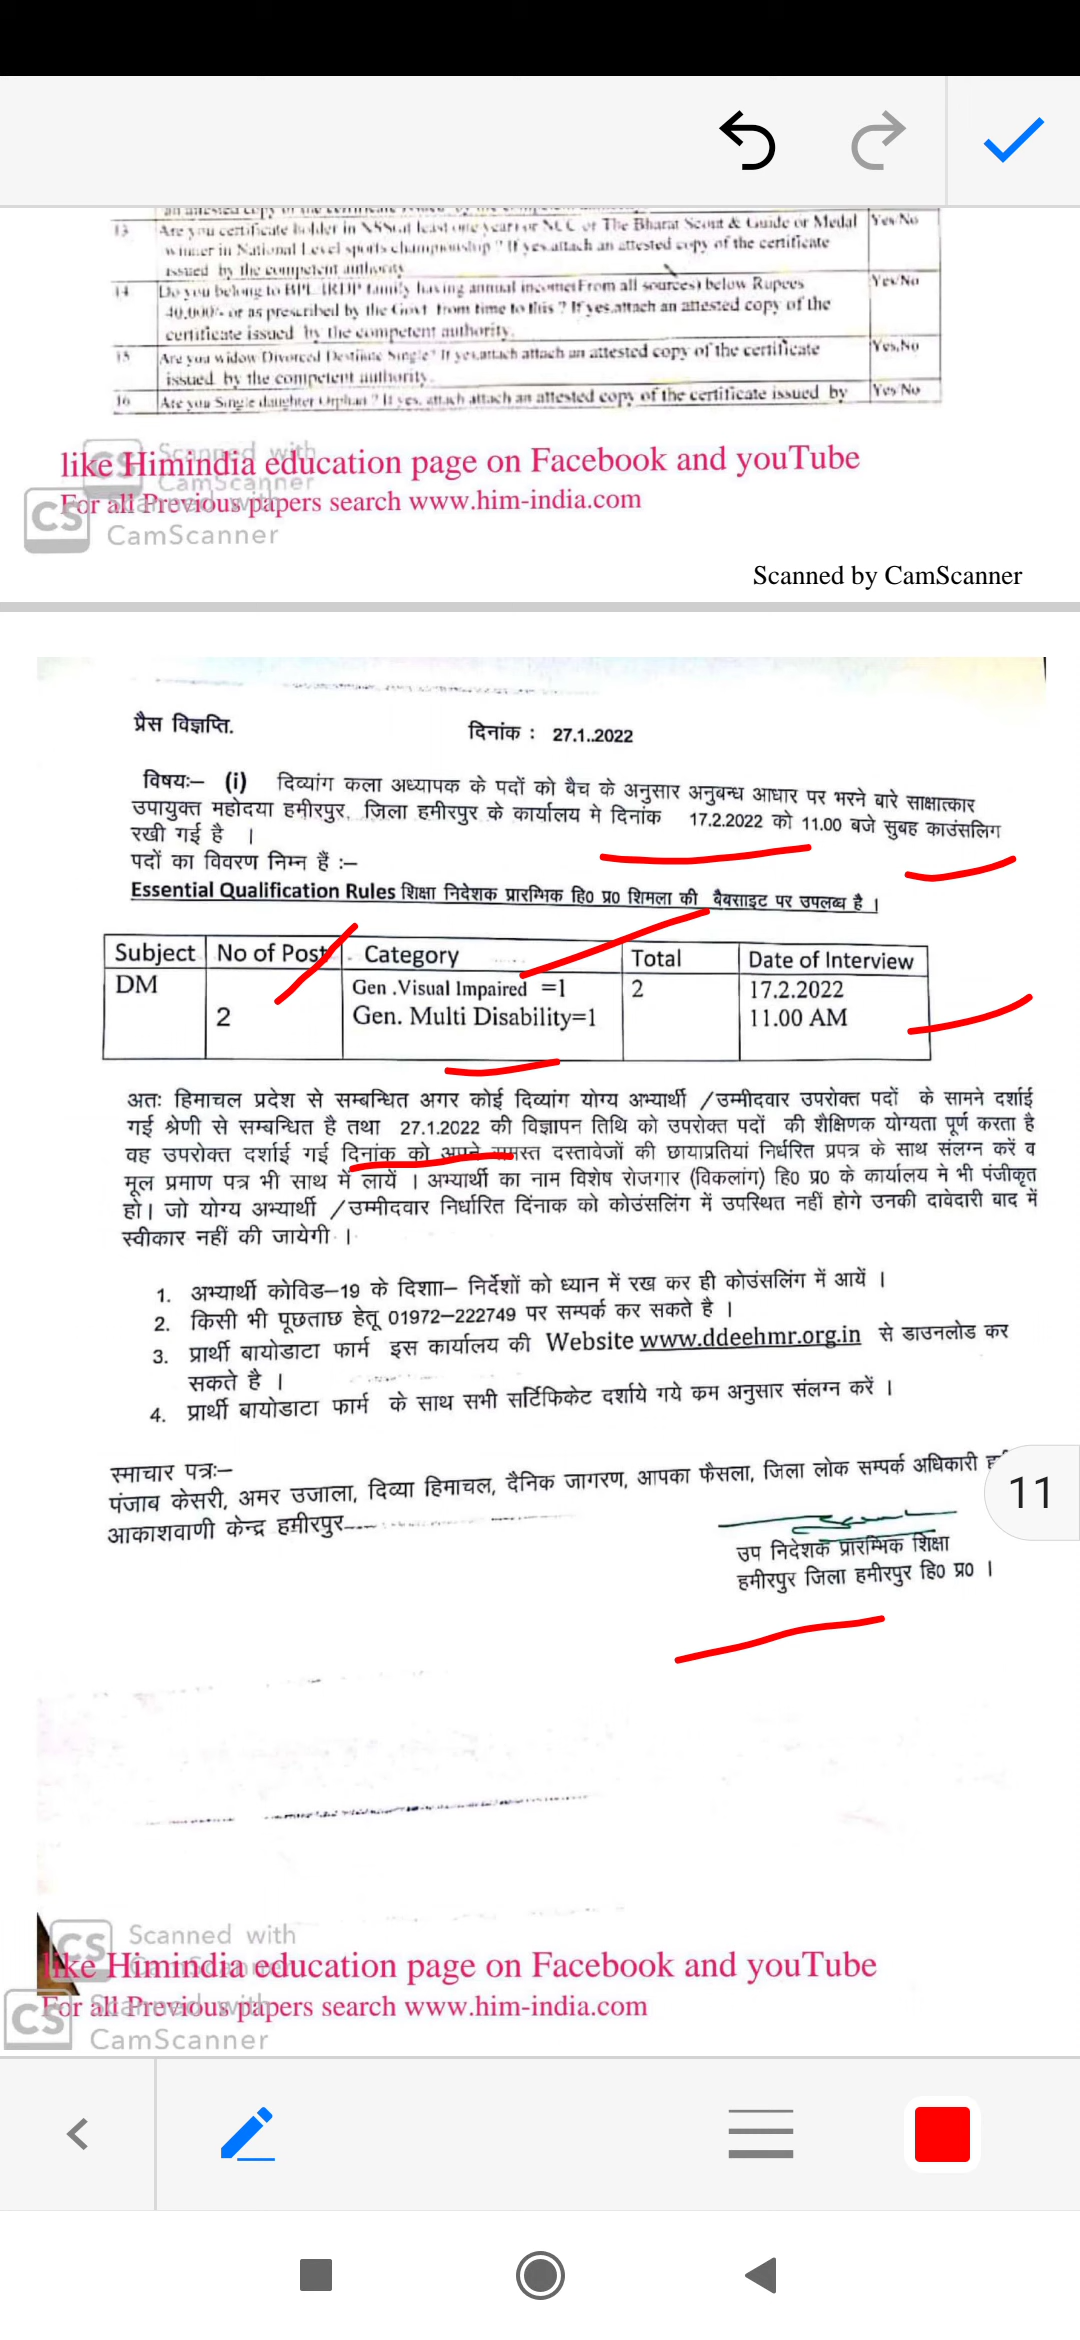 13 Are you certificate holder in NSS(at least one year) or NCC or The Bharat Scout & Guide or Medal Yes/No
winner in National Level sports championship ? If yes.attach an attested copy of the certificate
issued by the competent authority
14 Do you belong to BPL /IRDP family having annual income(From all sources) below Rupees Yes/No
40,000/- or as prescribed by the Govt from time to this ? If yes.attach an attested copy of the
certificate issued by the competent authority.
15 Are you widow Divorced Destitute Single? If yes.attach attach an attested copy of the certificate Yes/No
issued by the competent authority.
16 Are you Single daughter Orphan ? If yes, attach attach an attested copy of the certificate issued by Yes/No
Scanned with
like Himindia education page on Facebook and youTube
CamScanner
For all Previous papers search www.him-india.com
CS
CamScanner
Scanned by CamScanner
प्रैस विज्ञप्ति. दिनांक : 27.1..2022
विषयः– (i) दिव्यांग कला अध्यापक के पदों को बैच के अनुसार अनुबन्ध आधार पर भरने बारे साक्षात्कार
उपायुक्त महोदया हमीरपुर, जिला हमीरपुर के कार्यालय मे दिनांक 17.2.2022 को 11.00 बजे सुबह काउंसलिग
रखी गई है ।
पदों का विवरण निम्न हैं :–
Essential Qualification Rules शिक्षा निदेशक प्रारम्भिक हि0 प्र0 शिमला की वैबसाइट पर उपलब्ध है ।
Subject No of Post Category Total Date of Interview
DM Gen .Visual Impaired =1 2 17.2.2022
2 Gen. Multi Disability=1 11.00 AM
अतः हिमाचल प्रदेश से सम्बन्धित अगर कोई दिव्यांग योग्य अभ्यार्थी /उम्मीदवार उपरोक्त पदों के सामने दर्शाई
गई श्रेणी से सम्बन्धित है तथा 27.1.2022 की विज्ञापन तिथि को उपरोक्त पदों की शैक्षिणक योग्यता पूर्ण करता है
वह उपरोक्त दर्शाई गई दिनांक को अपने समस्त दस्तावेजों की छायाप्रतियां निर्धरित प्रपत्र के साथ संलग्न करें व
मूल प्रमाण पत्र भी साथ में लायें । अभ्यार्थी का नाम विशेष रोजगार (विकलांग) हि0 प्र0 के कार्यालय मे भी पंजीकृत
हो। जो योग्य अभ्यार्थी /उम्मीदवार निर्धारित दिंनाक को कोउंसलिंग में उपस्थित नहीं होगे उनकी दावेदारी बाद में
स्वीकार नहीं की जायेगी ।
1. अभ्यार्थी कोविड–19 के दिशाा– निर्देशों को ध्यान में रख कर ही कोउंसलिंग में आयें ।
2. किसी भी पूछताछ हेतू 01972–222749 पर सम्पर्क कर सकते है ।
3. प्रार्थी बायोडाटा फार्म इस कार्यालय की Website www.ddeehmr.org.in से डाउनलोड कर
सकते है ।
4. प्रार्थी बायोडाटा फार्म के साथ सभी सर्टिफिकेट दर्शाये गये क्रम अनुसार संलग्न करें ।
स्माचार पत्रः–
पंजाब केसरी, अमर उजाला, दिव्या हिमाचल, दैनिक जागरण, आपका फैसला, जिला लोक सम्पर्क अधिकारी
आकाशवाणी केन्द्र हमीरपुर
11
उप निदेशक प्रारम्भिक शिक्षा
हमीरपुर जिला हमीरपुर हि0 प्र0 ।
CS Scanned with
like Himindia education page on Facebook and youTube
For all Previous papers search www.him-india.com
CS
CamScanner